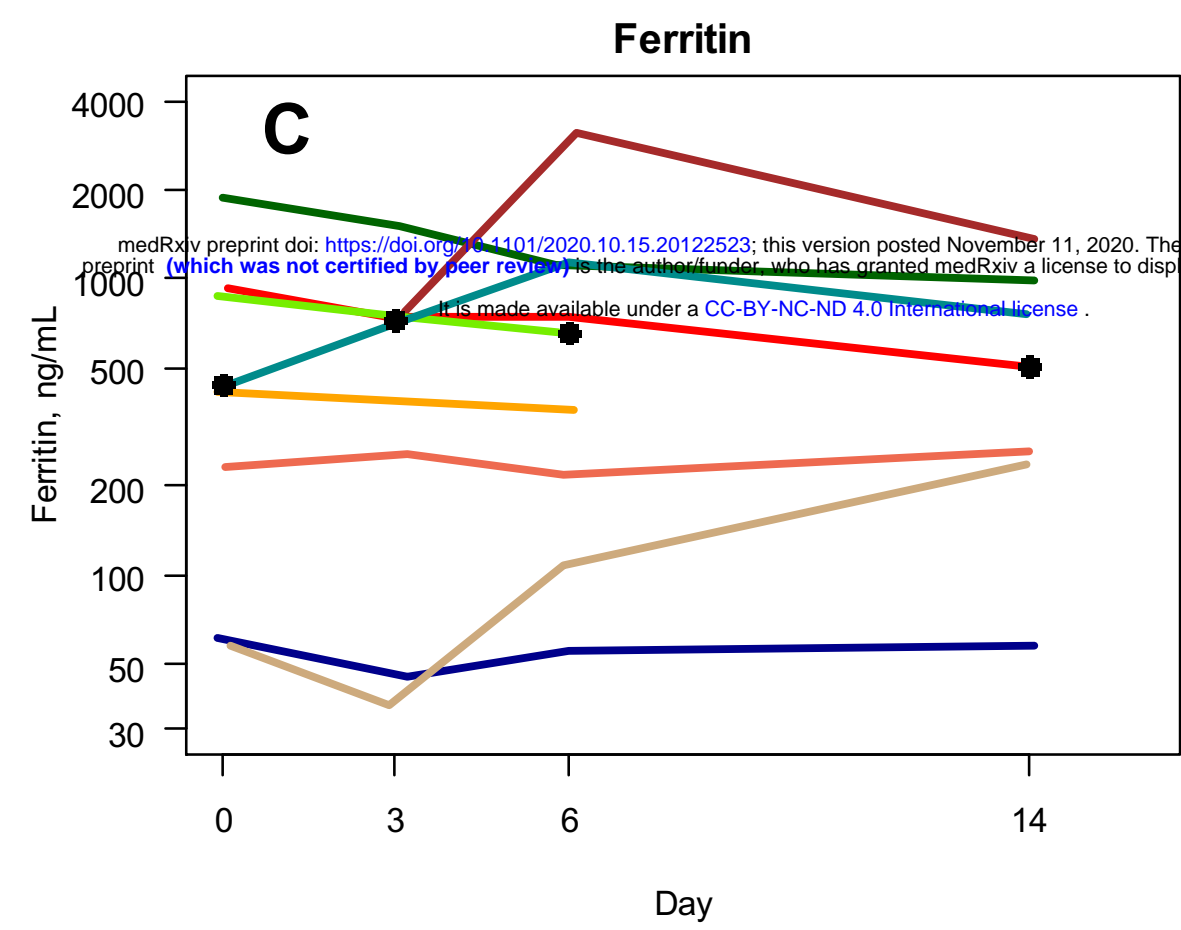 Ferritin
C
4000
2000
medRxiv preprint doi: https://doi.org/10.1101/2020.10.15.20122523; this version posted November 11, 2020. The
preprint (which was not certified by peer review) is the author/funder, who has granted medRxiv a license to displ
1000
It is made available under a CC-BY-NC-ND 4.0 International license .
500
200
100
50
30
Ferritin, ng/mL
0 3 6 14
Day